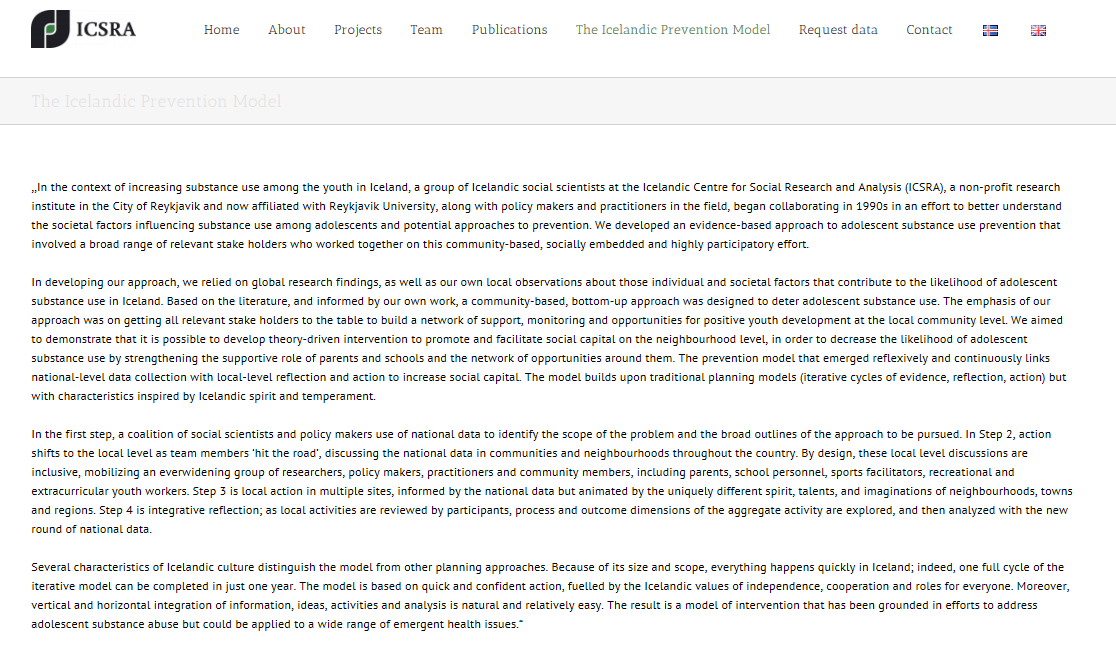 ICSRA
Home About Projects Team Publications The Icelandic Prevention Model Request data Contact
The Icelandic Prevention Model
„In the context of increasing substance use among the youth in Iceland, a group of Icelandic social scientists at the Icelandic Centre for Social Research and Analysis (ICSRA), a non-profit research
institute in the City of Reykjavik and now affiliated with Reykjavik University, along with policy makers and practitioners in the field, began collaborating in 1990s in an effort to better understand
the societal factors influencing substance use among adolescents and potential approaches to prevention. We developed an evidence-based approach to adolescent substance use prevention that
involved a broad range of relevant stake holders who worked together on this community-based, socially embedded and highly participatory effort.
In developing our approach, we relied on global research findings, as well as our own local observations about those individual and societal factors that contribute to the likelihood of adolescent
substance use in Iceland. Based on the literature, and informed by our own work, a community-based, bottom-up approach was designed to deter adolescent substance use. The emphasis of our
approach was on getting all relevant stake holders to the table to build a network of support, monitoring and opportunities for positive youth development at the local community level. We aimed
to demonstrate that it is possible to develop theory-driven intervention to promote and facilitate social capital on the neighbourhood level, in order to decrease the likelihood of adolescent
substance use by strengthening the supportive role of parents and schools and the network of opportunities around them. The prevention model that emerged reflexively and continuously links
national-level data collection with local-level reflection and action to increase social capital. The model builds upon traditional planning models (iterative cycles of evidence, reflection, action) but
with characteristics inspired by Icelandic spirit and temperament.
In the first step, a coalition of social scientists and policy makers use of national data to identify the scope of the problem and the broad outlines of the approach to be pursued. In Step 2, action
shifts to the local level as team members 'hit the road', discussing the national data in communities and neighbourhoods throughout the country. By design, these local level discussions are
inclusive, mobilizing an everwidening group of researchers, policy makers, practitioners and community members, including parents, school personnel, sports facilitators, recreational and
extracurricular youth workers. Step 3 is local action in multiple sites, informed by the national data but animated by the uniquely different spirit, talents, and imaginations of neighbourhoods, towns
and regions. Step 4 is integrative reflection; as local activities are reviewed by participants, process and outcome dimensions of the aggregate activity are explored, and then analyzed with the new
round of national data.
Several characteristics of Icelandic culture distinguish the model from other planning approaches. Because of its size and scope, everything happens quickly in Iceland; indeed, one full cycle of the
iterative model can be completed in just one year. The model is based on quick and confident action, fuelled by the Icelandic values of independence, cooperation and roles for everyone. Moreover,
vertical and horizontal integration of information, ideas, activities and analysis is natural and relatively easy. The result is a model of intervention that has been grounded in efforts to address
adolescent substance abuse but could be applied to a wide range of emergent health issues.“